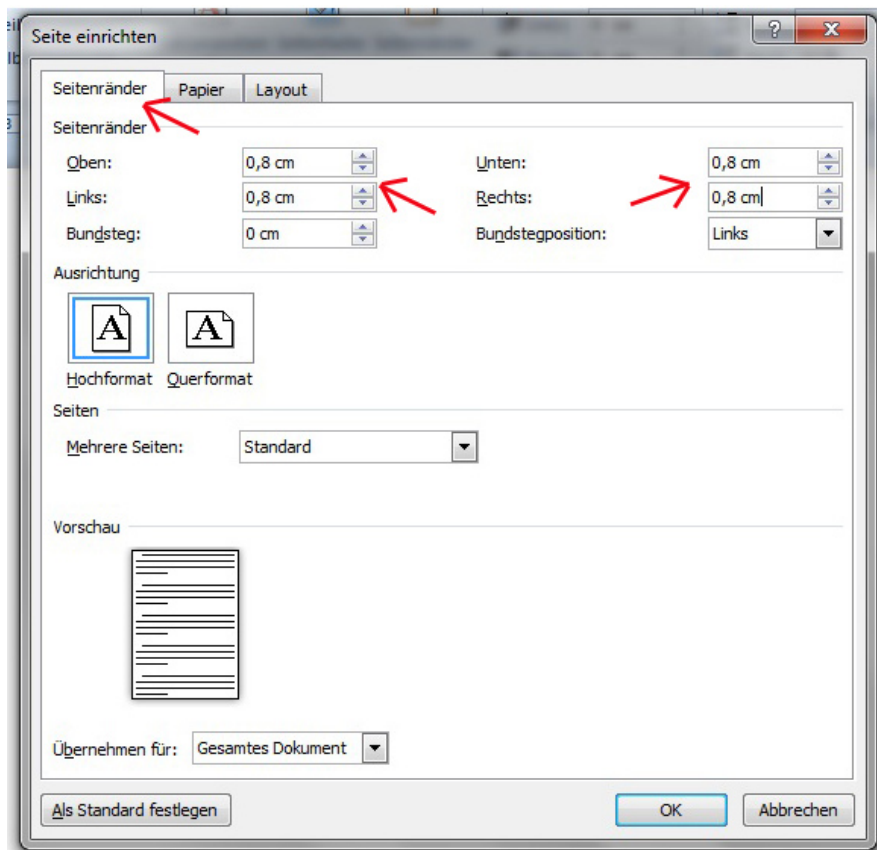 Seite einrichten
Seitenränder Papier Layout
Seitenränder
Oben: 0,8 cm Unten: 0,8 cm
Links: 0,8 cm Rechts: 0,8 cm
Bundsteg: 0 cm Bundstegposition: Links
Ausrichtung
A A
Hochformat Querformat
Seiten
Mehrere Seiten: Standard
Vorschau
Übernehmen für: Gesamtes Dokument
Als Standard festlegen OK Abbrechen